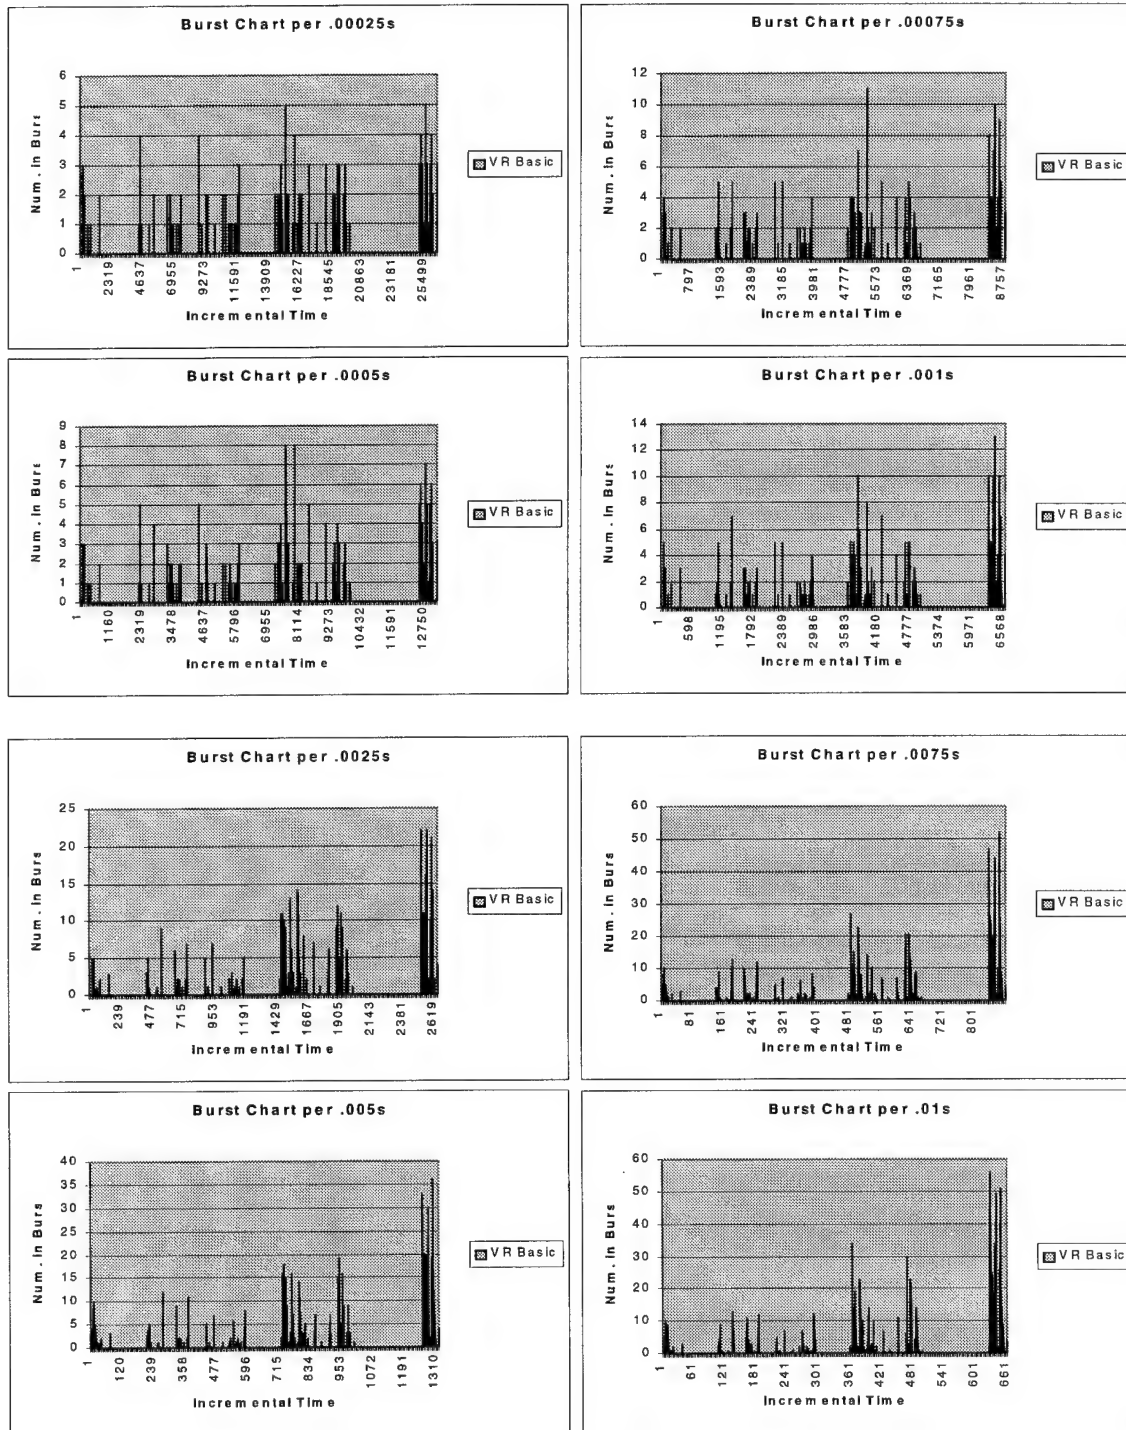 Burst Chart per .00025s
Num. in Burs
6
5
4
3
2
1
0
1 2319 4637 6955 9273 11591 13909 16227 18545 20863 23181 25499
Incremental Time
VR Basic
Burst Chart per .00075s
Num. in Burs
12
10
8
6
4
2
0
1 797 1593 2389 3185 3981 4777 5573 6369 7165 7961 8757
Incremental Time
VR Basic
Burst Chart per .0005s
Num. in Burs
9
8
7
6
5
4
3
2
1
0
1 1160 2319 3478 4637 5796 6955 8114 9273 10432 11591 12750
Incremental Time
VR Basic
Burst Chart per .001s
Num. in Burs
14
12
10
8
6
4
2
0
1 598 1195 1792 2389 2986 3583 4180 4777 5374 5971 6568
Incremental Time
VR Basic
Burst Chart per .0025s
Num. in Burs
25
20
15
10
5
0
1 239 477 715 953 1191 1429 1667 1905 2143 2381 2619
Incremental Time
VR Basic
Burst Chart per .0075s
Num. in Burs
60
50
40
30
20
10
0
1 81 161 241 321 401 481 561 641 721 801
Incremental Time
VR Basic
Burst Chart per .005s
Num. in Burs
40
35
30
25
20
15
10
5
0
1 120 239 358 477 596 715 834 953 1072 1191 1310
Incremental Time
VR Basic
Burst Chart per .01s
Num. in Burs
60
50
40
30
20
10
0
1 61 121 181 241 301 361 421 481 541 601 661
Incremental Time
VR Basic